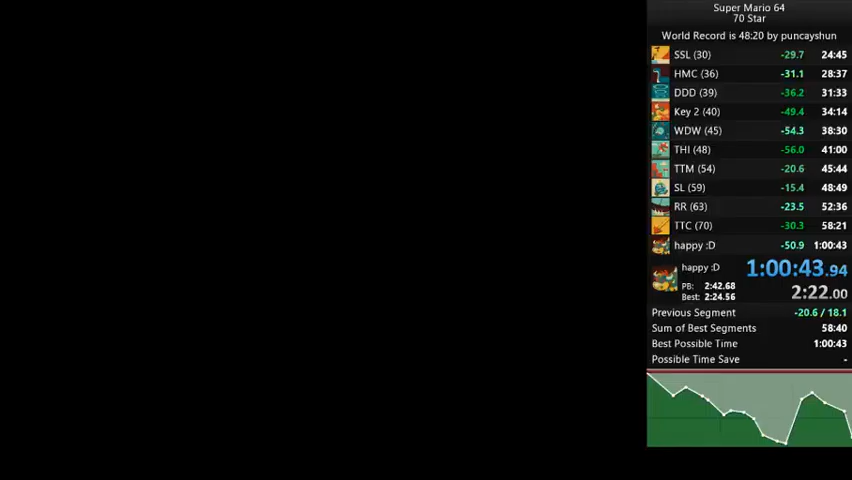 Super Mario 64
70 Star
World Record is 48:20 by puncayshun
SSL (30) -29.7 24:45
HMC (36) -31.1 28:37
DDD (39) -36.2 31:33
Key 2 (40) -49.4 34:14
WDW (45) -54.3 38:30
THI (48) -56.0 41:00
TTM (54) -20.6 45:44
SL (59) -15.4 48:49
RR (63) -23.5 52:36
TTC (70) -30.3 58:21
happy :D -50.9 1:00:43
happy :D 1:00:43.94
PB: 2:42.68
Best: 2:24.56 2:22.00
Previous Segment -20.6 / 18.1
Sum of Best Segments 58:40
Best Possible Time 1:00:43
Possible Time Save -